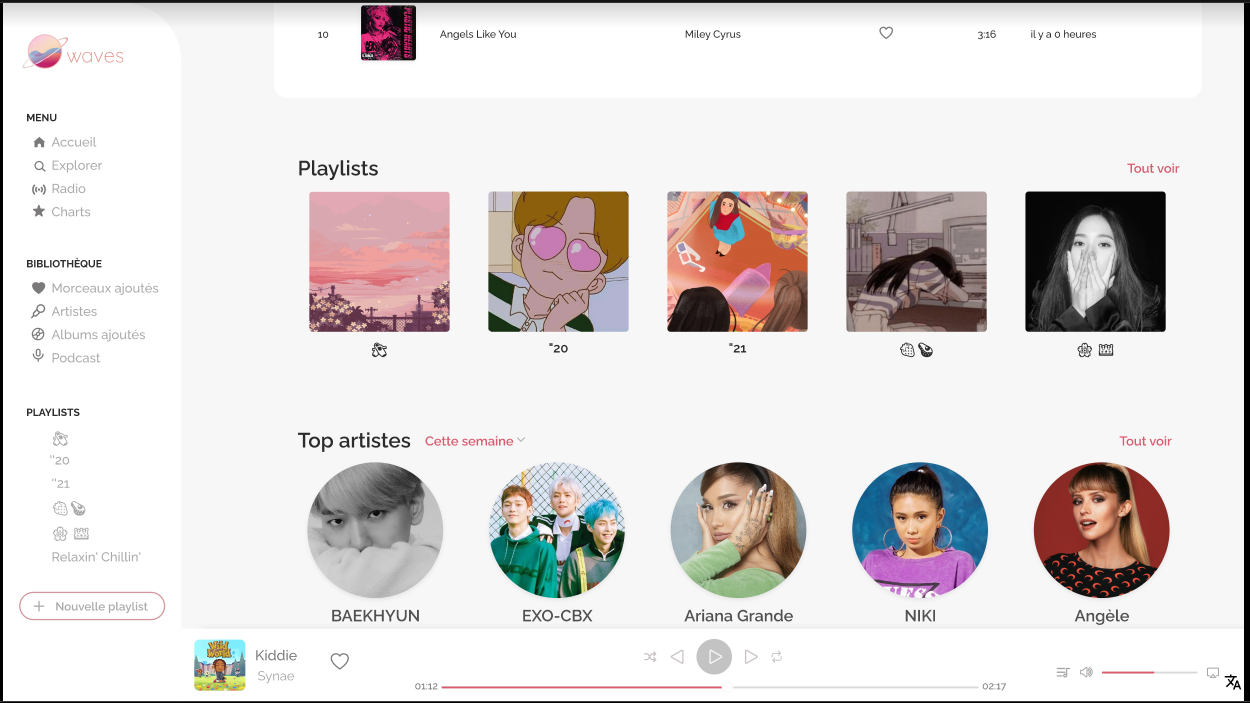 waves
MENU
Accueil
Explorer
Radio
Charts
BIBLIOTHÈQUE
Morceaux ajoutés
Artistes
Albums ajoutés
Podcast
PLAYLISTS
"20
"21
Relaxin' Chillin'
+ Nouvelle playlist
10 Angels Like You Miley Cyrus 3:16 il y a 0 heures
Playlists Tout voir
"20 "21
Top artistes Cette semaine Tout voir
BAEKHYUN EXO-CBX Ariana Grande NIKI Angèle
Kiddie
Synae
01:12 02:17